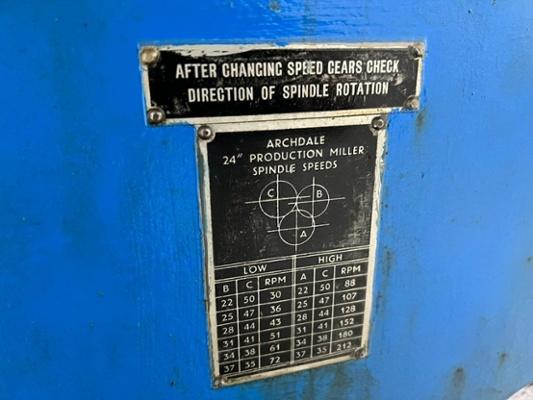 AFTER CHANGING SPEED GEARS CHECK
DIRECTION OF SPINDLE ROTATION
ARCHDALE
24" PRODUCTION MILLER
SPINDLE SPEEDS
C B
A
LOW HIGH
B C RPM A C RPM
22 50 30 22 50 88
25 47 36 25 47 107
28 44 43 28 44 128
31 41 51 31 41 152
34 38 61 34 38 180
37 35 72 37 35 212